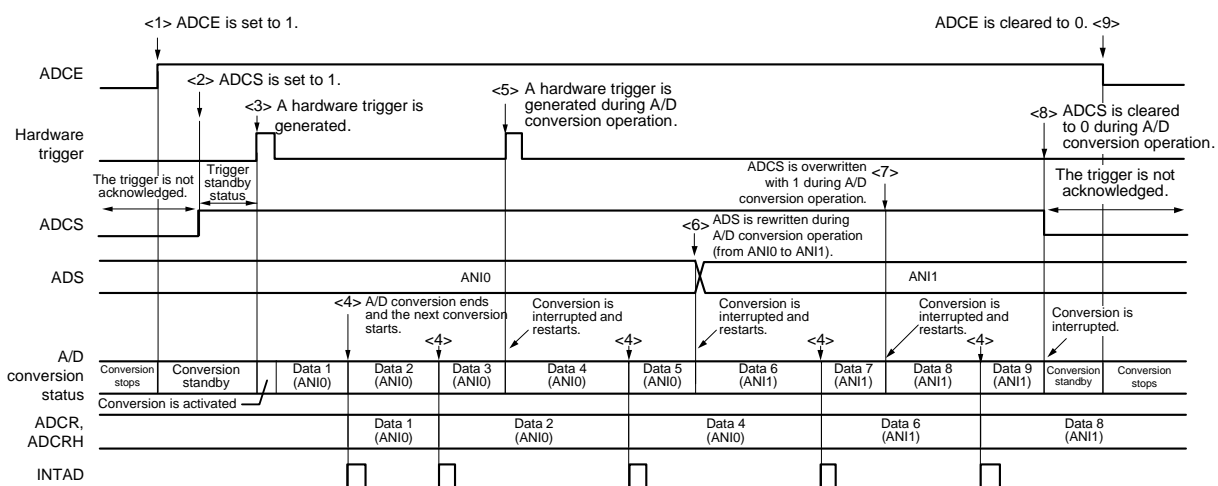 <1> ADCE is set to 1.
ADCE is cleared to 0. <9>
ADCE
<2> ADCS is set to 1.
<3> A hardware trigger is
generated.
<5> A hardware trigger is
generated during A/D
conversion operation.
<8> ADCS is cleared
to 0 during A/D
conversion operation.
Hardware
trigger
The trigger is not
acknowledged.
Trigger
standby
status
ADCS is overwritten
with 1 during A/D
conversion operation.
<7>
The trigger is not
acknowledged.
ADCS
<6> ADS is rewritten during
A/D conversion operation
(from ANI0 to ANI1).
ADS
ANI0
ANI1
<4> A/D conversion ends
and the next conversion
starts.
<4>
Conversion is
interrupted and
restarts.
<4>
Conversion is
interrupted and
restarts.
<4>
Conversion is
interrupted and
restarts.
<4>
Conversion is
interrupted.
A/D
conversion
status
Conversion
stops
Conversion
standby
Data 1
(ANI0)
Data 2
(ANI0)
Data 3
(ANI0)
Data 4
(ANI0)
Data 5
(ANI0)
Data 6
(ANI1)
Data 7
(ANI1)
Data 8
(ANI1)
Data 9
(ANI1)
Conversion
standby
Conversion
stops
Conversion is activated
ADCR,
ADCRH
Data 1
(ANI0)
Data 2
(ANI0)
Data 4
(ANI0)
Data 6
(ANI1)
Data 8
(ANI1)
INTAD